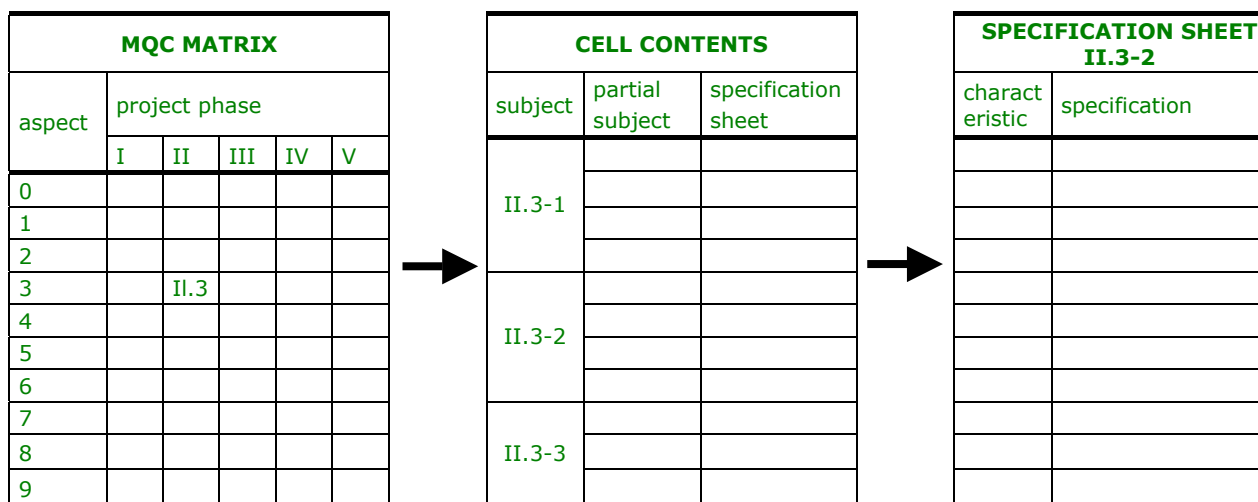 MQC MATRIX
aspect
project phase
I II III IV V
0
1
2
3 II.3
4
5
6
7
8
9
CELL CONTENTS
subject
partial
subject
specification
sheet
II.3-1
II.3-2
II.3-3
SPECIFICATION SHEET
II.3-2
charact
eristic
specification